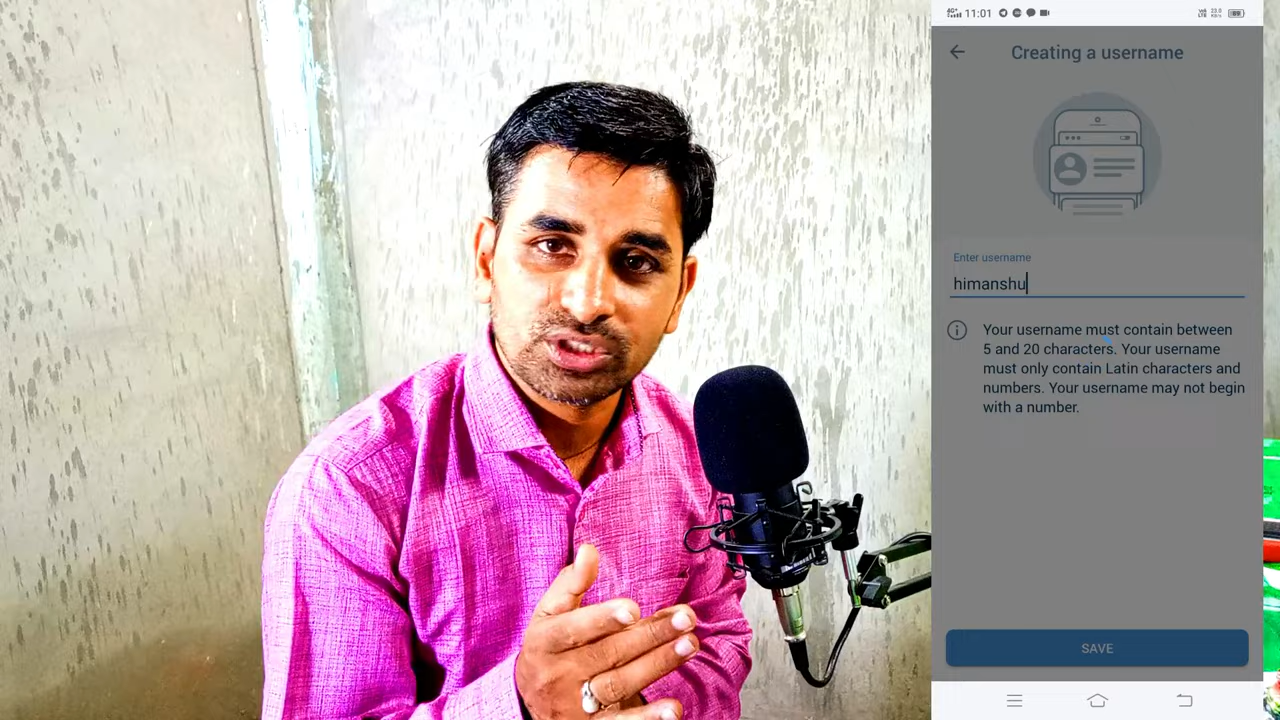 4G+ 11:01
Creating a username
Enter username
himanshu
Your username must contain between
5 and 20 characters. Your username
must only contain Latin characters and
numbers. Your username may not begin
with a number.
SAVE